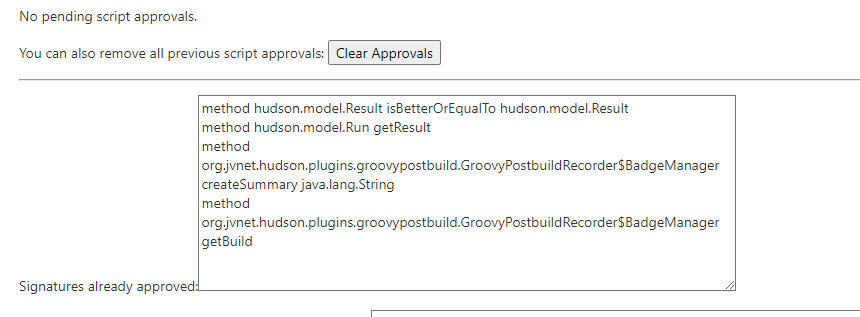 No pending script approvals.
You can also remove all previous script approvals: Clear Approvals
method hudson.model.Result isBetterOrEqualTo hudson.model.Result
method hudson.model.Run getResult
method
org.jvnet.hudson.plugins.groovypostbuild.GroovyPostbuildRecorder$BadgeManager
createSummary java.lang.String
method
org.jvnet.hudson.plugins.groovypostbuild.GroovyPostbuildRecorder$BadgeManager
getBuild
Signatures already approved: